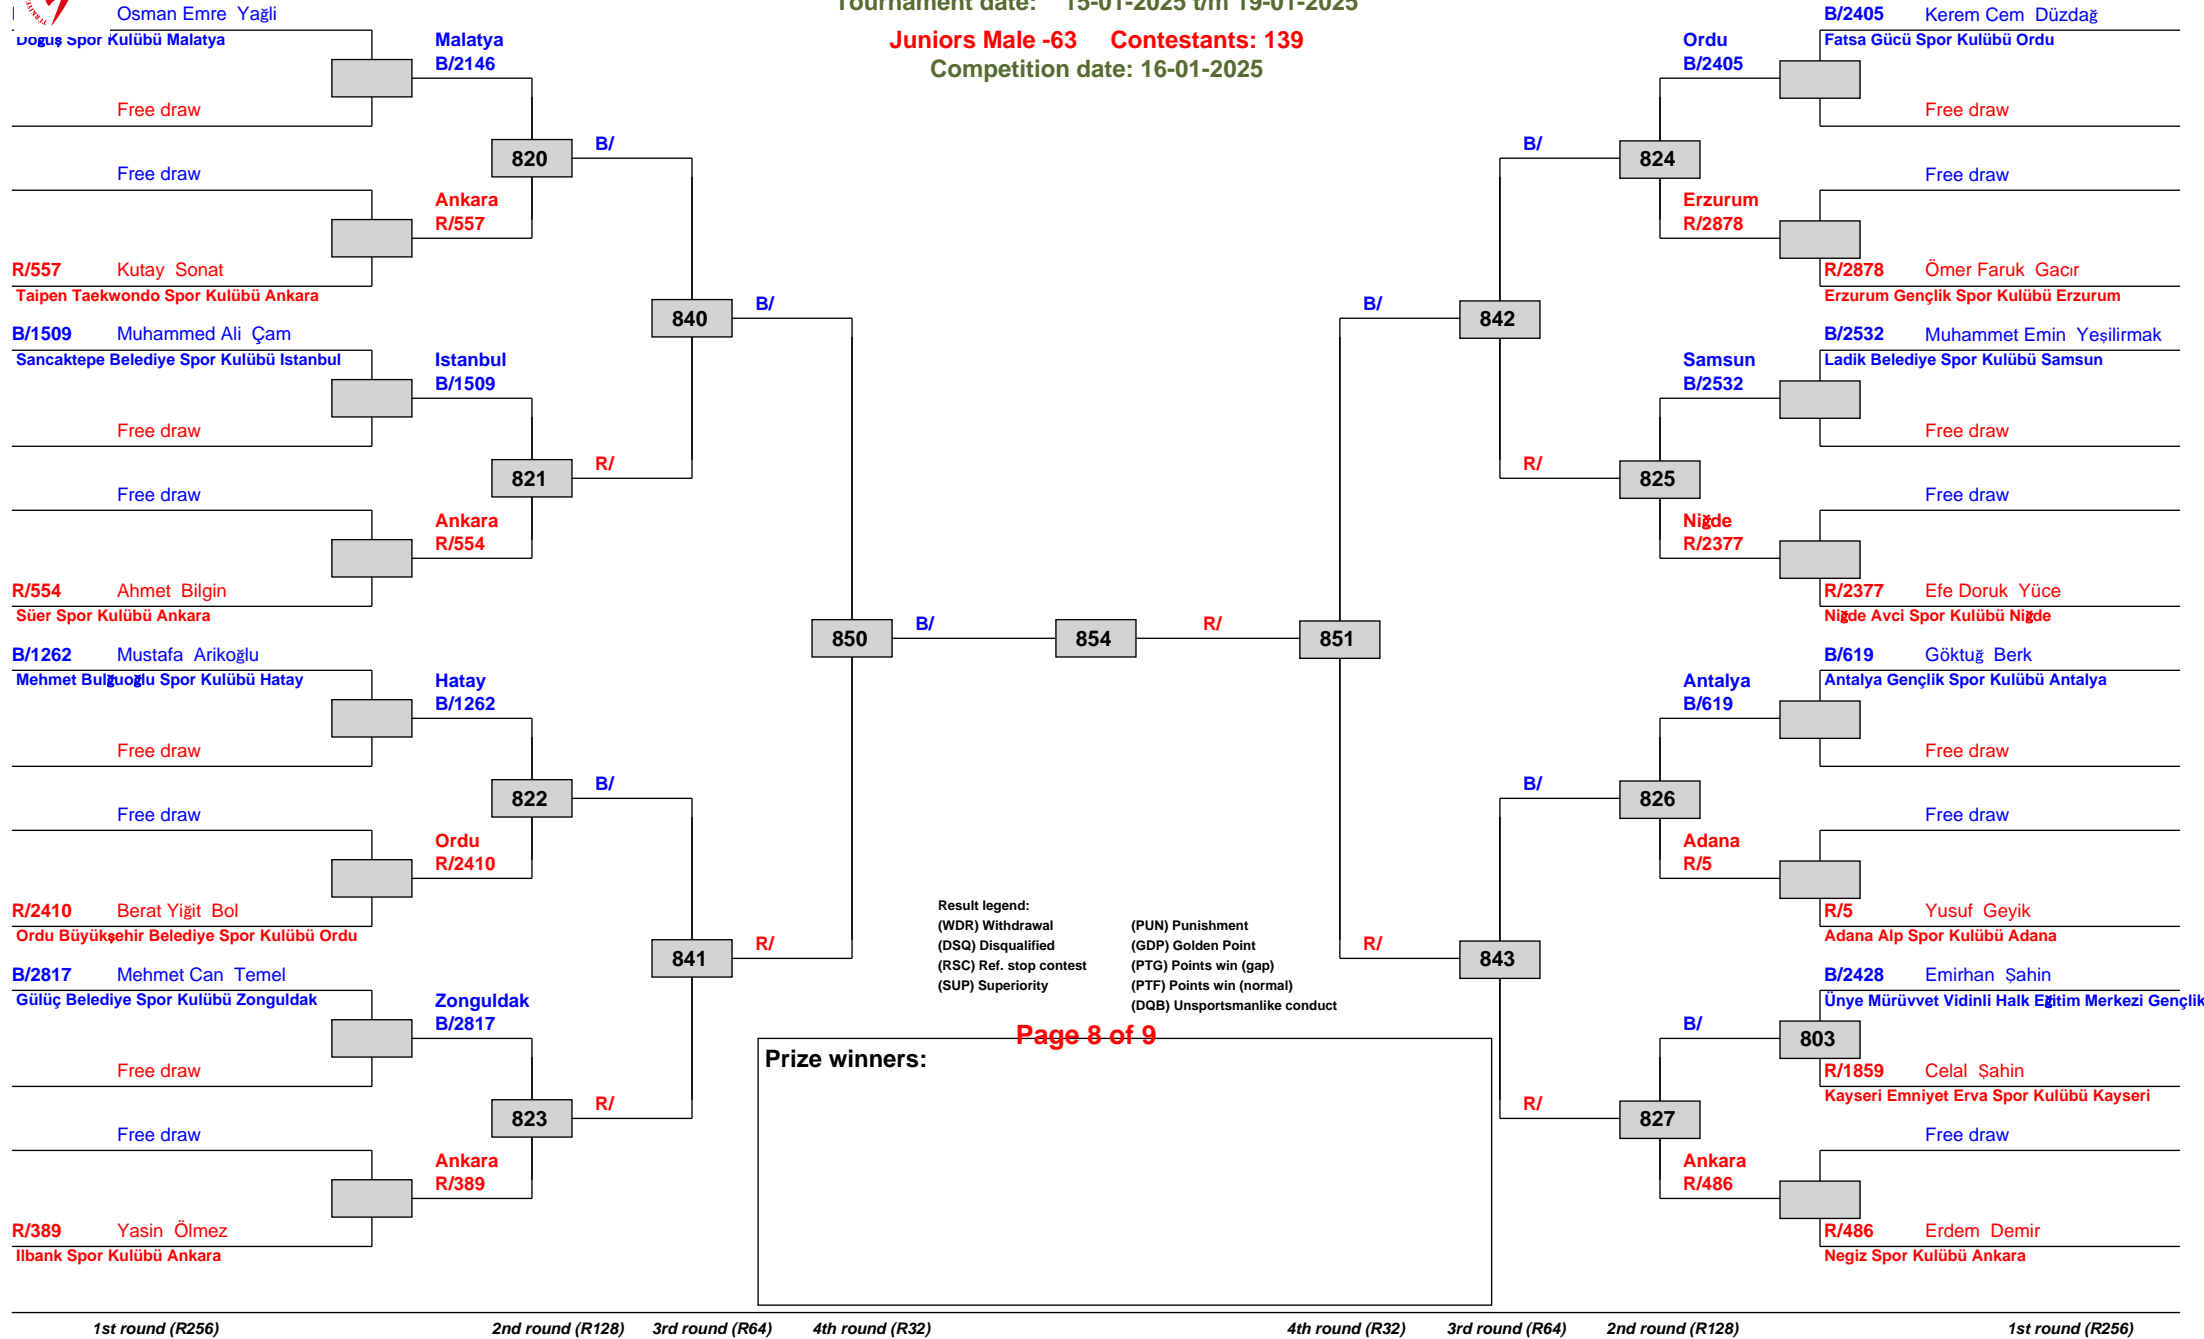 Tournament date: 15-01-2025 t/m 19-01-2025
Juniors Male -63 Contestants: 139
Competition date: 16-01-2025
Osman Emre Yağli
Doğuş Spor Kulübü Malatya
Free draw
Free draw
R/557 Kutay Sonat
Taipen Taekwondo Spor Kulübü Ankara
B/1509 Muhammed Ali Çam
Sancaktepe Belediye Spor Kulübü Istanbul
Free draw
Free draw
R/554 Ahmet Bilgin
Süer Spor Kulübü Ankara
B/1262 Mustafa Arikoğlu
Mehmet Bulğuoğlu Spor Kulübü Hatay
Free draw
Free draw
R/2410 Berat Yiğit Bol
Ordu Büyükşehir Belediye Spor Kulübü Ordu
B/2817 Mehmet Can Temel
Gülüç Belediye Spor Kulübü Zonguldak
Free draw
Free draw
R/389 Yasin Ölmez
Ilbank Spor Kulübü Ankara
Malatya
B/2146
820
Ankara
R/557
Istanbul
B/1509
821
Ankara
R/554
Hatay
B/1262
822
Ordu
R/2410
Zonguldak
B/2817
823
Ankara
R/389
B/
840
R/
B/
841
R/
B/
850
R/
B/
854
R/
B/
851
R/
B/
842
R/
B/
843
R/
Ordu
B/2405
824
Erzurum
R/2878
Samsun
B/2532
825
Niğde
R/2377
Antalya
B/619
826
Adana
R/5
B/
827
Ankara
R/486
B/2405 Kerem Cem Düzdağ
Fatsa Gücü Spor Kulübü Ordu
Free draw
Free draw
R/2878 Ömer Faruk Gacır
Erzurum Gençlik Spor Kulübü Erzurum
B/2532 Muhammet Emin Yeşilirmak
Ladik Belediye Spor Kulübü Samsun
Free draw
Free draw
R/2377 Efe Doruk Yüce
Niğde Avci Spor Kulübü Niğde
B/619 Göktuğ Berk
Antalya Gençlik Spor Kulübü Antalya
Free draw
Free draw
R/5 Yusuf Geyik
Adana Alp Spor Kulübü Adana
B/2428 Emirhan Şahin
Ünye Mürüvvet Vidinli Halk Eğitim Merkezi Gençlik
803
R/1859 Celal Şahin
Kayseri Emniyet Erva Spor Kulübü Kayseri
Free draw
R/486 Erdem Demir
Negiz Spor Kulübü Ankara
Result legend:
(WDR) Withdrawal (PUN) Punishment
(DSQ) Disqualified (GDP) Golden Point
(RSC) Ref. stop contest (PTG) Points win (gap)
(SUP) Superiority (PTF) Points win (normal)
(DQB) Unsportsmanlike conduct
Page 8 of 9
Prize winners:
1st round (R256) 2nd round (R128) 3rd round (R64) 4th round (R32) 4th round (R32) 3rd round (R64) 2nd round (R128) 1st round (R256)